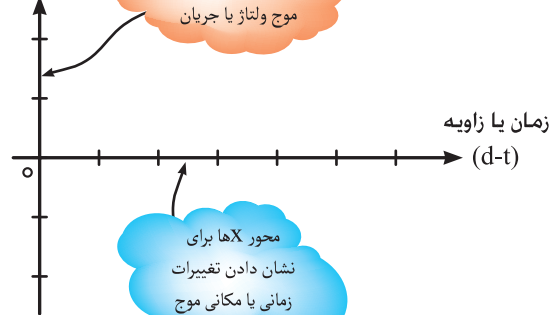 موج ولتاژ یا جریان
زمان یا زاویه
(d-t)
o
محور Xها برای
نشان دادن تغییرات
زمانی یا مکانی موج